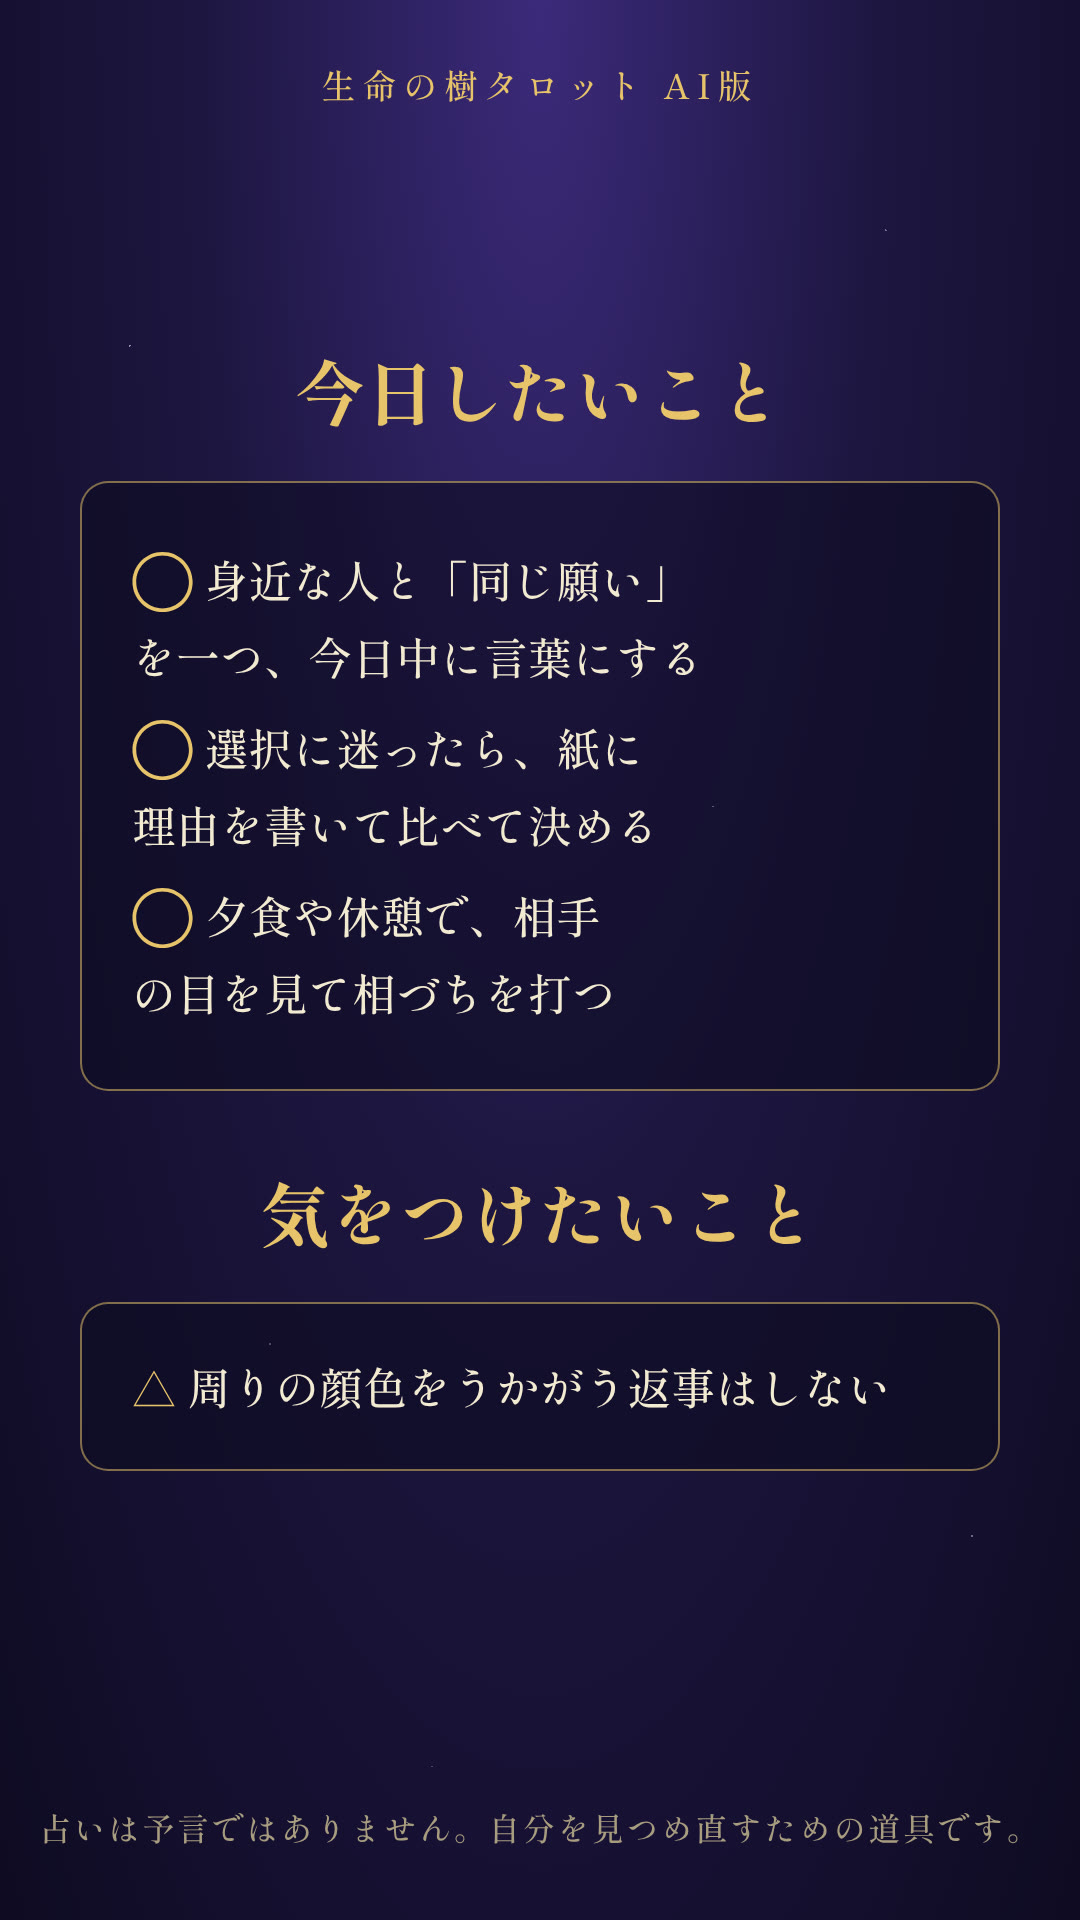 生命の樹タロット AI版
今日したいこと
◯ 身近な人と「同じ願い」
を一つ、今日中に言葉にする
◯ 選択に迷ったら、紙に
理由を書いて比べて決める
◯ 夕食や休憩で、相手
の目を見て相づちを打つ
気をつけたいこと
△ 周りの顔色をうかがう返事はしない
占いは予言ではありません。自分を見つめ直すための道具です。